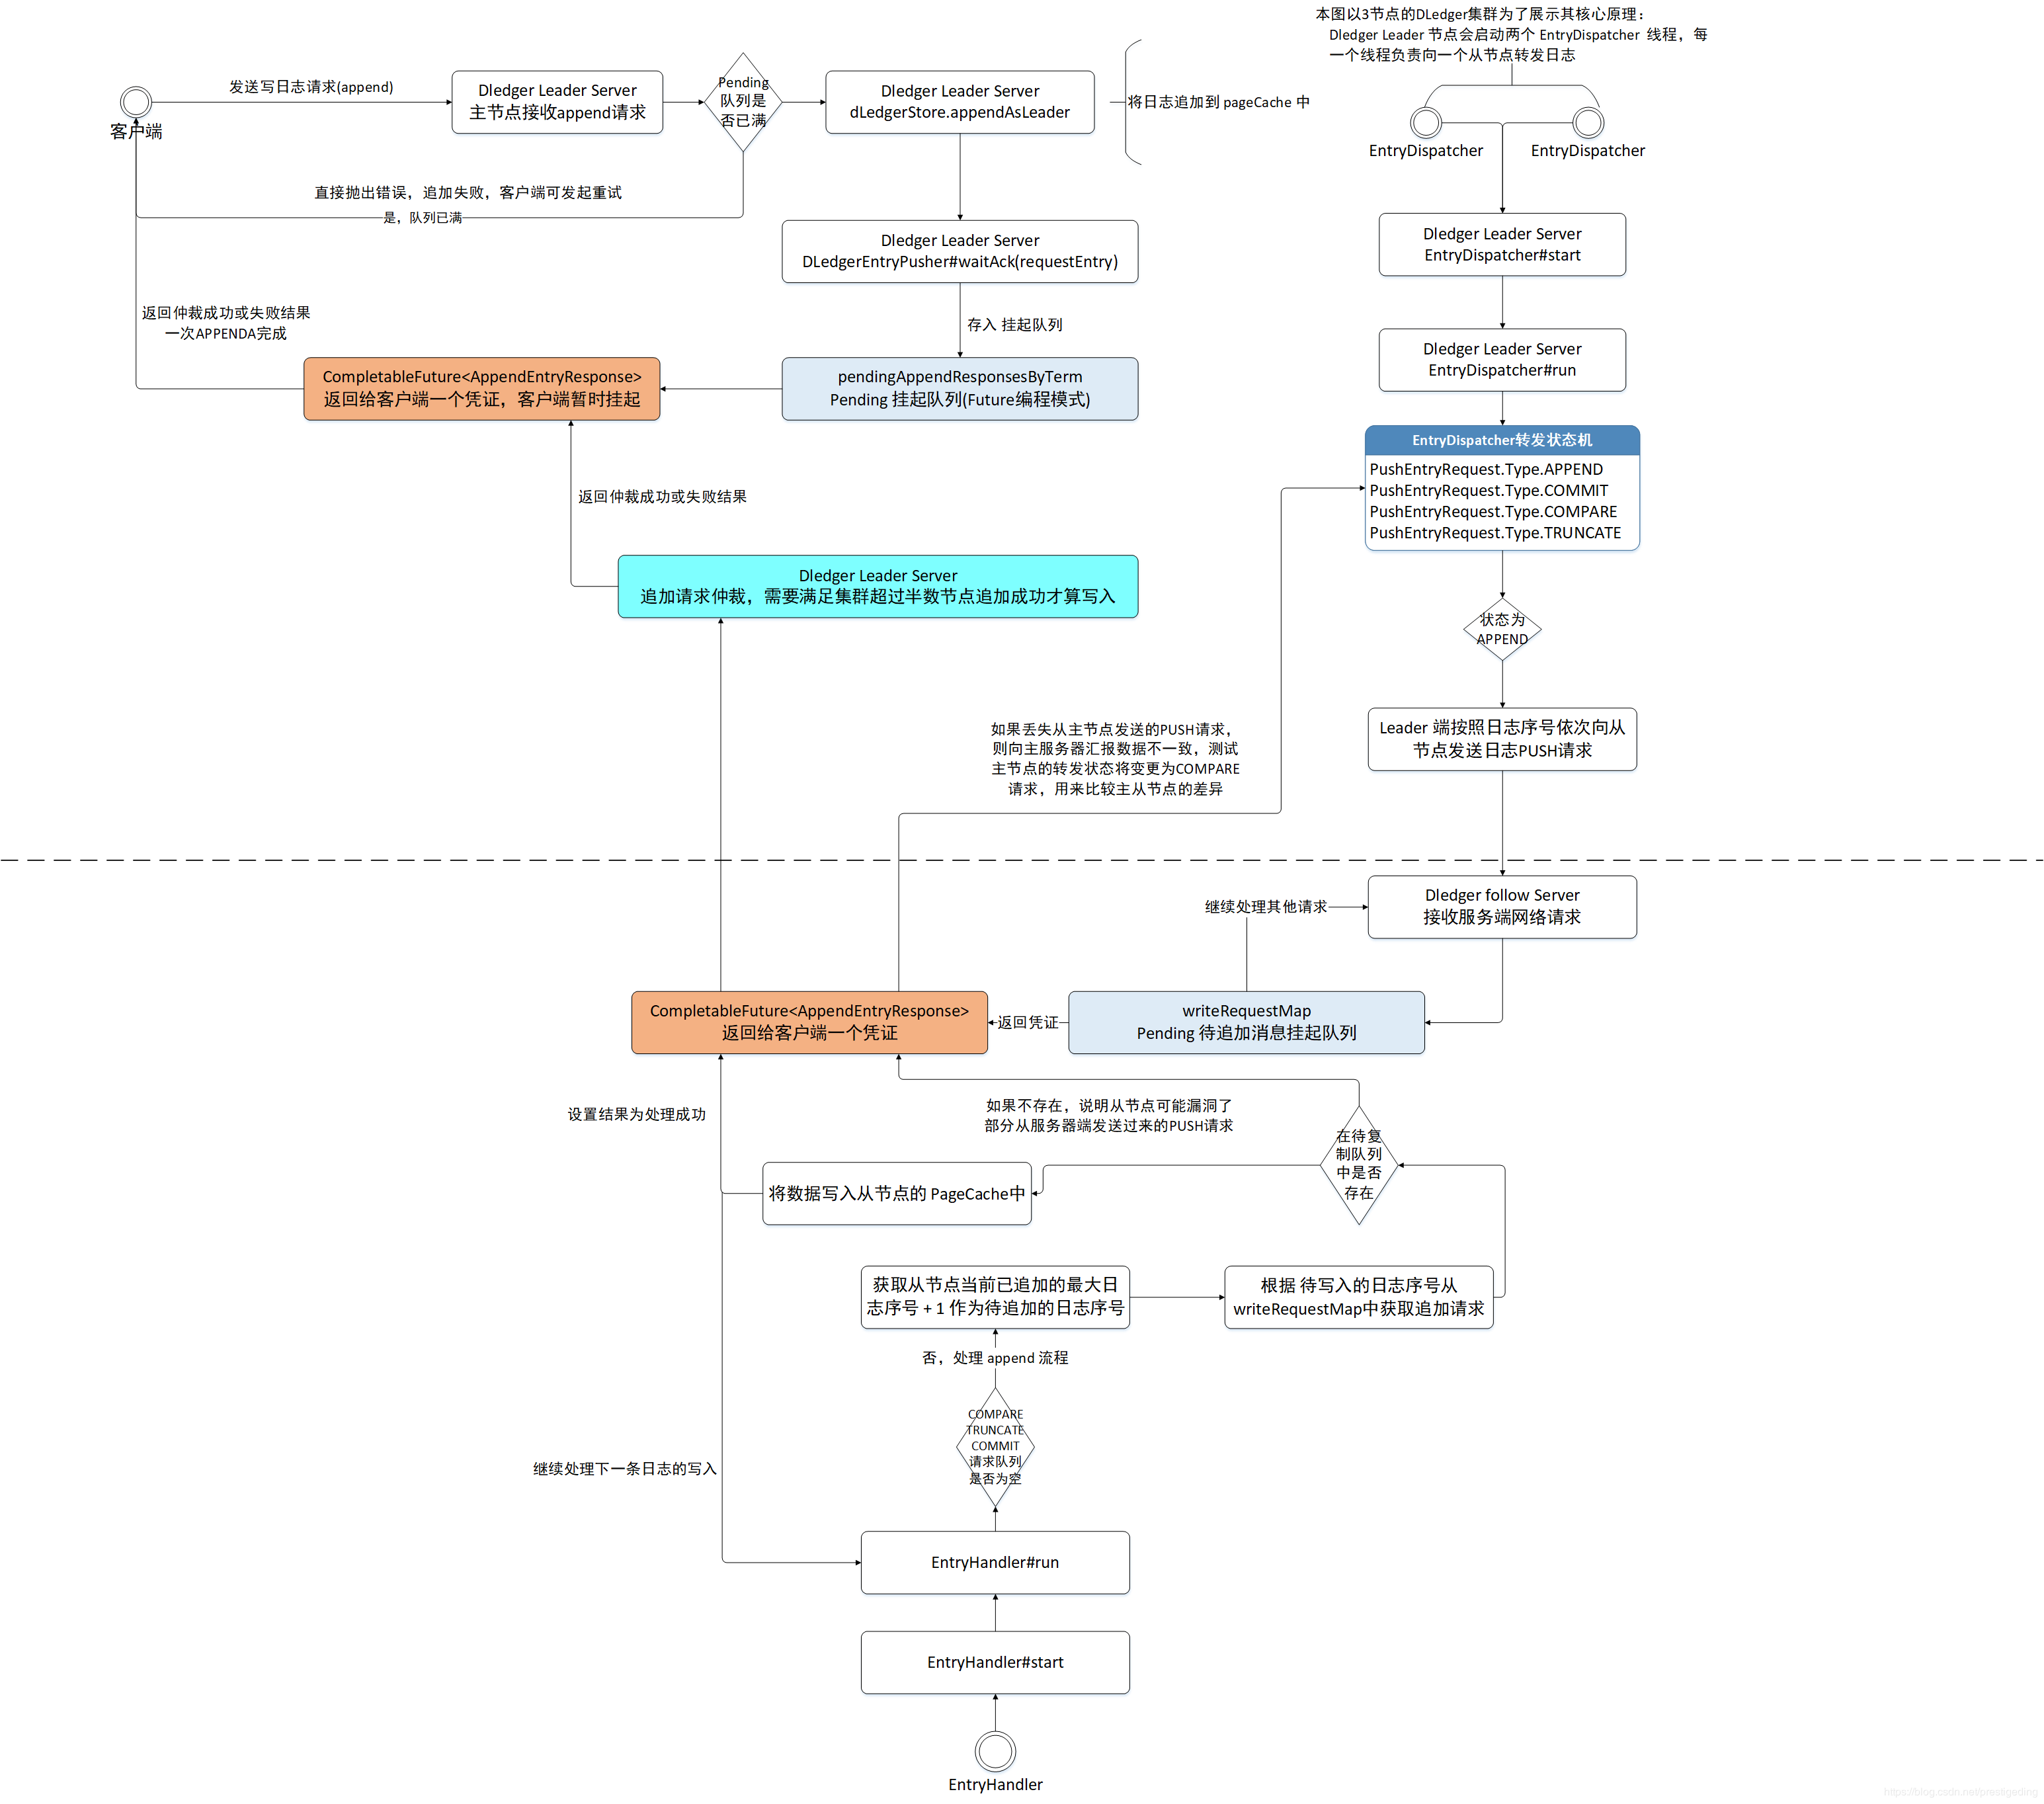 本图以3节点的DLedger集群为了展示其核心原理：
Dledger Leader 节点会启动两个 EntryDispatcher 线程，每
一个线程负责向一个从节点转发日志
发送写日志请求(append)
客户端
Dledger Leader Server
主节点接收append请求
Pending
队列是
否已满
Dledger Leader Server
dLedgerStore.appendAsLeader
将日志追加到 pageCache 中
EntryDispatcher
EntryDispatcher
直接抛出错误，追加失败，客户端可发起重试
是，队列已满
Dledger Leader Server
DLedgerEntryPusher#waitAck(requestEntry)
Dledger Leader Server
EntryDispatcher#start
返回仲裁成功或失败结果
一次APPENDA完成
存入 挂起队列
Dledger Leader Server
EntryDispatcher#run
CompletableFuture<AppendEntryResponse>
返回给客户端一个凭证，客户端暂时挂起
pendingAppendResponsesByTerm
Pending 挂起队列(Future编程模式)
EntryDispatcher转发状态机
PushEntryRequest.Type.APPEND
PushEntryRequest.Type.COMMIT
PushEntryRequest.Type.COMPARE
PushEntryRequest.Type.TRUNCATE
返回仲裁成功或失败结果
Dledger Leader Server
追加请求仲裁，需要满足集群超过半数节点追加成功才算写入
状态为
APPEND
Leader 端按照日志序号依次向从
节点发送日志PUSH请求
如果丢失从主节点发送的PUSH请求，
则向主服务器汇报数据不一致，测试
主节点的转发状态将变更为COMPARE
请求，用来比较主从节点的差异
Dledger follow Server
接收服务端网络请求
继续处理其他请求
CompletableFuture<AppendEntryResponse>
返回给客户端一个凭证
返回凭证
writeRequestMap
Pending 待追加消息挂起队列
设置结果为处理成功
如果不存在，说明从节点可能漏洞了
部分从服务器端发送过来的PUSH请求
在待复
制队列
中是否
存在
将数据写入从节点的 PageCache中
获取从节点当前已追加的最大日
志序号 + 1 作为待追加的日志序号
根据 待写入的日志序号从
writeRequestMap中获取追加请求
否，处理 append 流程
COMPARE
TRUNCATE
COMMIT
请求队列
是否为空
继续处理下一条日志的写入
EntryHandler#run
EntryHandler#start
EntryHandler
https://blog.csdn.net/prestigeding